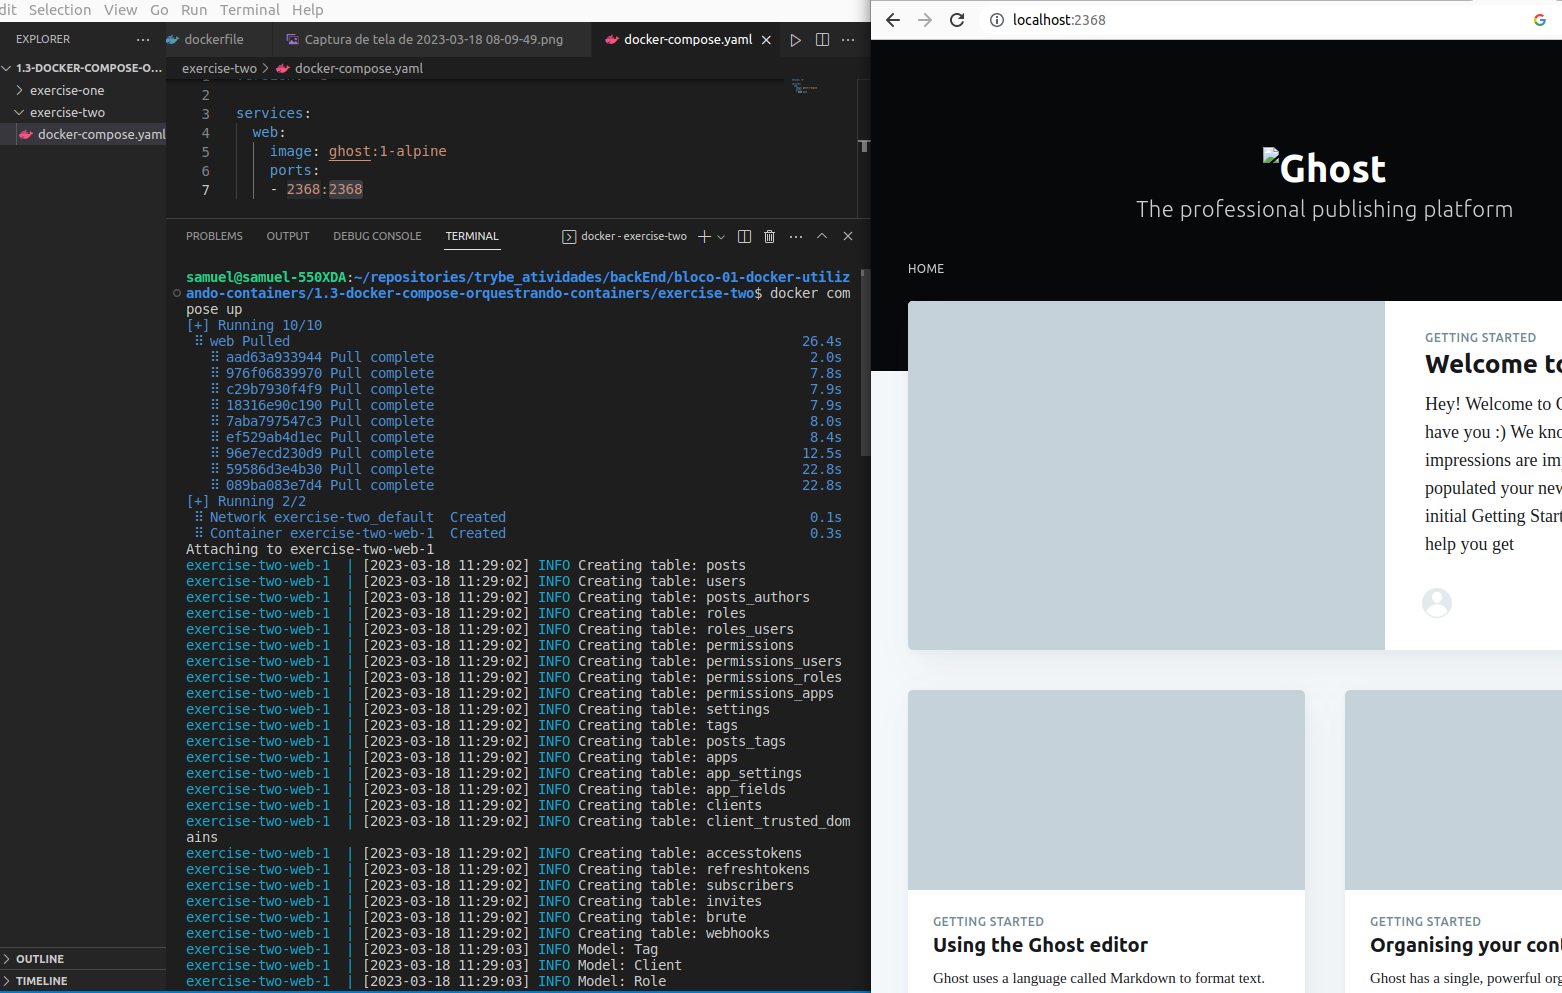 dit Selection View Go Run Terminal Help
EXPLORER ···
1.3-DOCKER-COMPOSE-O...
exercise-one
exercise-two
docker-compose.yaml
OUTLINE
TIMELINE
dockerfile Captura de tela de 2023-03-18 08-09-49.png docker-compose.yaml
exercise-two > docker-compose.yaml
2
3 services:
4 web:
5 image: ghost:1-alpine
6 ports:
7 - 2368:2368
PROBLEMS OUTPUT DEBUG CONSOLE TERMINAL docker - exercise-two
samuel@samuel-550XDA:~/repositories/trybe_atividades/backEnd/bloco-01-docker-utiliz
ando-containers/1.3-docker-compose-orquestrando-containers/exercise-two$ docker com
pose up
[+] Running 10/10
⠿ web Pulled 26.4s
⠿ aad63a933944 Pull complete 2.0s
⠿ 976f06839970 Pull complete 7.8s
⠿ c29b7930f4f9 Pull complete 7.9s
⠿ 18316e90c190 Pull complete 7.9s
⠿ 7aba797547c3 Pull complete 8.0s
⠿ ef529ab4d1ec Pull complete 8.4s
⠿ 96e7ecd230d9 Pull complete 12.5s
⠿ 59586d3e4b30 Pull complete 22.8s
⠿ 089ba083e7d4 Pull complete 22.8s
[+] Running 2/2
⠿ Network exercise-two_default Created 0.1s
⠿ Container exercise-two-web-1 Created 0.3s
Attaching to exercise-two-web-1
exercise-two-web-1 | [2023-03-18 11:29:02] INFO Creating table: posts
exercise-two-web-1 | [2023-03-18 11:29:02] INFO Creating table: users
exercise-two-web-1 | [2023-03-18 11:29:02] INFO Creating table: posts_authors
exercise-two-web-1 | [2023-03-18 11:29:02] INFO Creating table: roles
exercise-two-web-1 | [2023-03-18 11:29:02] INFO Creating table: roles_users
exercise-two-web-1 | [2023-03-18 11:29:02] INFO Creating table: permissions
exercise-two-web-1 | [2023-03-18 11:29:02] INFO Creating table: permissions_users
exercise-two-web-1 | [2023-03-18 11:29:02] INFO Creating table: permissions_roles
exercise-two-web-1 | [2023-03-18 11:29:02] INFO Creating table: permissions_apps
exercise-two-web-1 | [2023-03-18 11:29:02] INFO Creating table: settings
exercise-two-web-1 | [2023-03-18 11:29:02] INFO Creating table: tags
exercise-two-web-1 | [2023-03-18 11:29:02] INFO Creating table: posts_tags
exercise-two-web-1 | [2023-03-18 11:29:02] INFO Creating table: apps
exercise-two-web-1 | [2023-03-18 11:29:02] INFO Creating table: app_settings
exercise-two-web-1 | [2023-03-18 11:29:02] INFO Creating table: app_fields
exercise-two-web-1 | [2023-03-18 11:29:02] INFO Creating table: clients
exercise-two-web-1 | [2023-03-18 11:29:02] INFO Creating table: client_trusted_dom
ains
exercise-two-web-1 | [2023-03-18 11:29:02] INFO Creating table: accesstokens
exercise-two-web-1 | [2023-03-18 11:29:02] INFO Creating table: refreshtokens
exercise-two-web-1 | [2023-03-18 11:29:02] INFO Creating table: subscribers
exercise-two-web-1 | [2023-03-18 11:29:02] INFO Creating table: invites
exercise-two-web-1 | [2023-03-18 11:29:02] INFO Creating table: brute
exercise-two-web-1 | [2023-03-18 11:29:02] INFO Creating table: webhooks
exercise-two-web-1 | [2023-03-18 11:29:03] INFO Model: Tag
exercise-two-web-1 | [2023-03-18 11:29:03] INFO Model: Client
exercise-two-web-1 | [2023-03-18 11:29:03] INFO Model: Role
localhost:2368
Ghost
The professional publishing platform
HOME
GETTING STARTED
Welcome to
Hey! Welcome to
have you :) We
impressions are
populated your new
initial Getting
help you get
GETTING STARTED
Using the Ghost editor
Ghost uses a language called Markdown to format text.
GETTING STARTED
Organising your
Ghost has a single, powerful